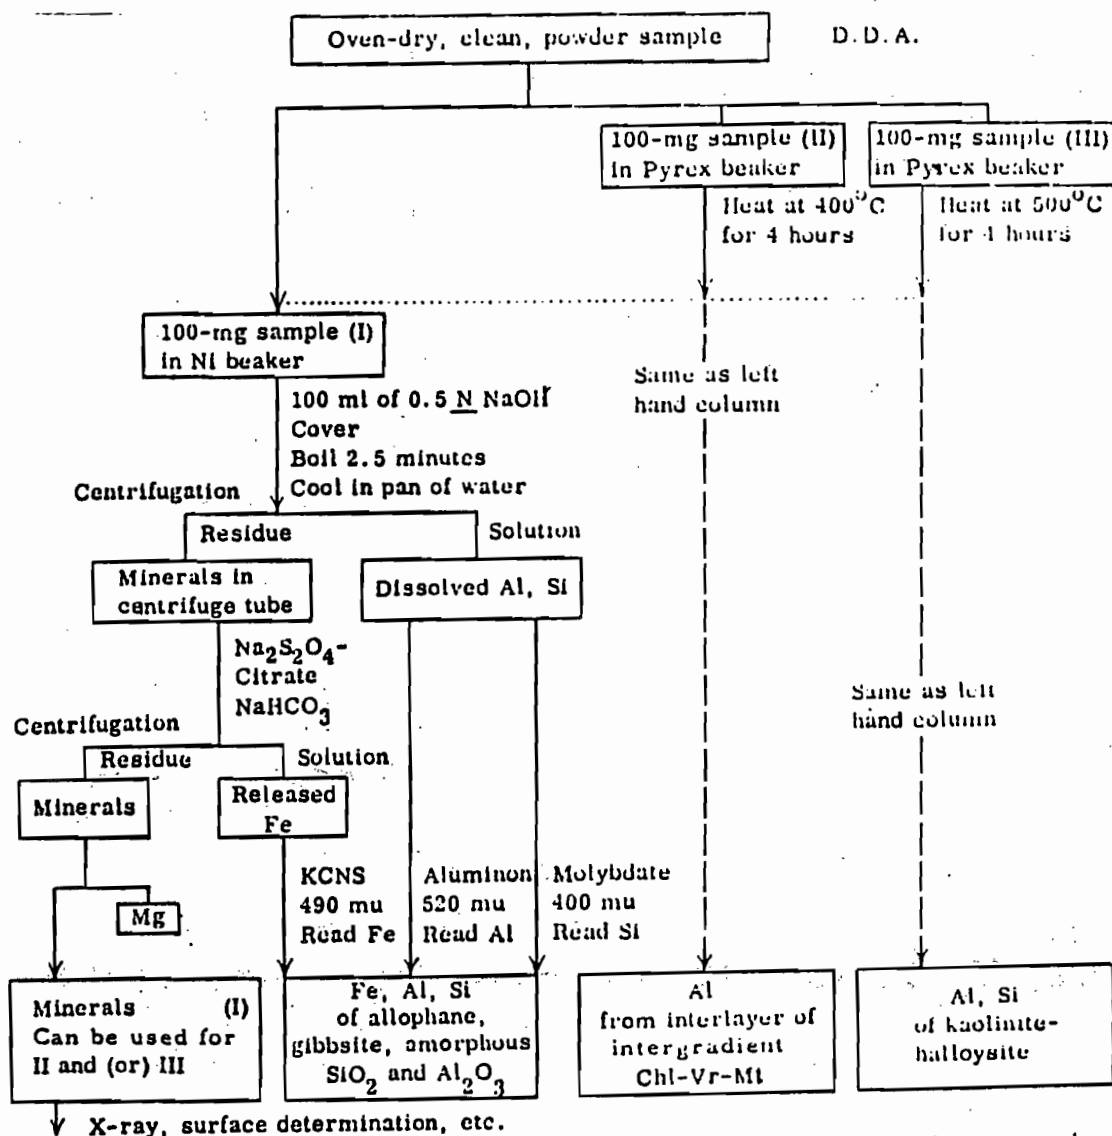 Oven-dry, clean, powder sample
D.D.A.
100-mg sample (II)
in Pyrex beaker
100-mg sample (III)
in Pyrex beaker
Heat at 400°C
for 4 hours
Heat at 500°C
for 4 hours
100-mg sample (I)
in Ni beaker
Same as left
hand column
100 ml of 0.5 N NaOH
Cover
Boil 2.5 minutes
Cool in pan of water
Centrifugation
Residue
Solution
Minerals in
centrifuge tube
Dissolved Al, Si
Na2S2O4-
Citrate
NaHCO3
Same as left
hand column
Centrifugation
Residue
Solution
Minerals
Released
Fe
KCNS
490 mu
Read Fe
Aluminon
520 mu
Read Al
Molybdate
400 mu
Read Si
Mg
Minerals (I)
Can be used for
II and (or) III
Fe, Al, Si
of allophane,
gibbsite, amorphous
SiO2 and Al2O3
Al
from interlayer of
intergradient
Chl-Vr-Mt
Al, Si
of kaolinite-
halloysite
X-ray, surface determination, etc.